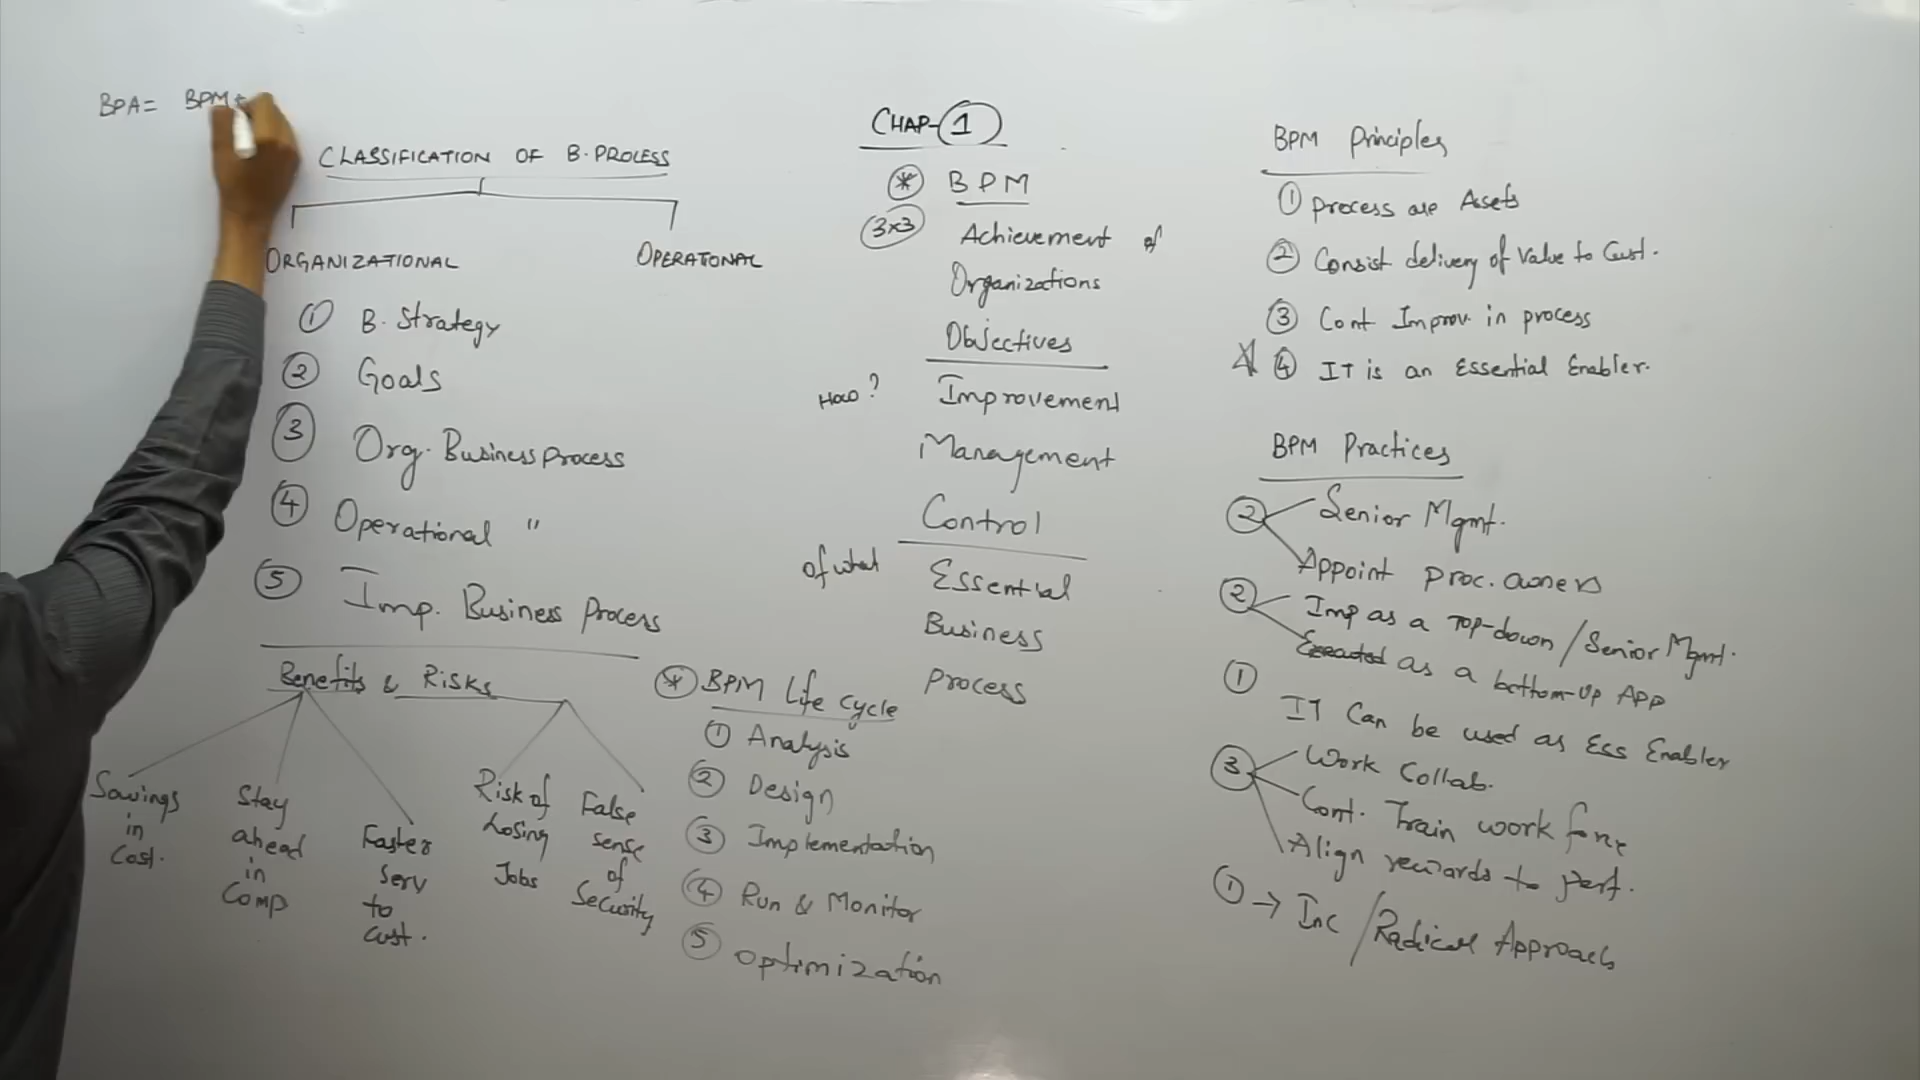 BPA = BPM +
CLASSIFICATION OF B. PROCESS
ORGANIZATIONAL
OPERATONAL
① B. Strategy
② Goals
③ Org. Business process
④ Operational "
⑤ Imp. Business Process
Benefits & Risks
Savings
in
Cost.
Stay
ahead
in
Comp
Faster
Serv
to
Cust.
Risk of
Losing
Jobs
False
sense
of
Security
CHAP-1
* BPM
3x3
Achievement of
Organizations
Objectives
How?
Improvement
Management
Control
of what
Essential
Business
Process
* BPM Life Cycle
① Analysis
② Design
③ Implementation
④ Run & Monitor
⑤ Optimization
BPM Principles
① Process are Assets
② Consist delivery of Value to Cust.
③ Cont Improv. in process
④ IT is an Essential Enabler.
BPM Practices
② Senior Mgmt.
Appoint Proc. owners
② Imp as a Top-down / Senior Mgmt.
Executed as a bottom-up APP
① IT Can be used as Ess Enabler
③ Work Collab.
Cont. Train work force
Align rewards to perf.
① → Inc / Radical Approach